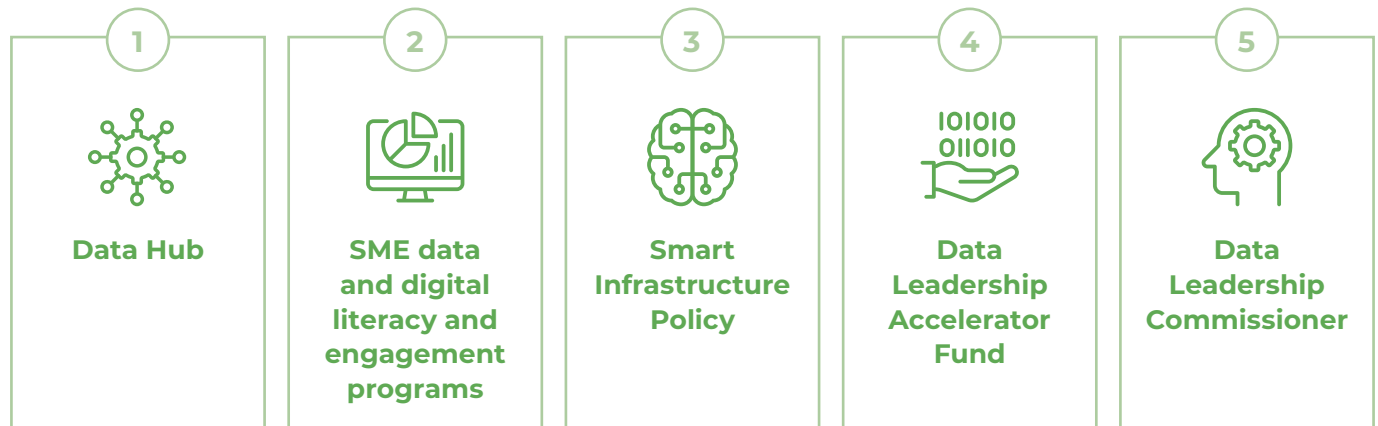 1
Data Hub
2
SME data
and digital
literacy and
engagement
programs
3
Smart
Infrastructure
Policy
4
101010
011010
Data
Leadership
Accelerator
Fund
5
Data
Leadership
Commissioner